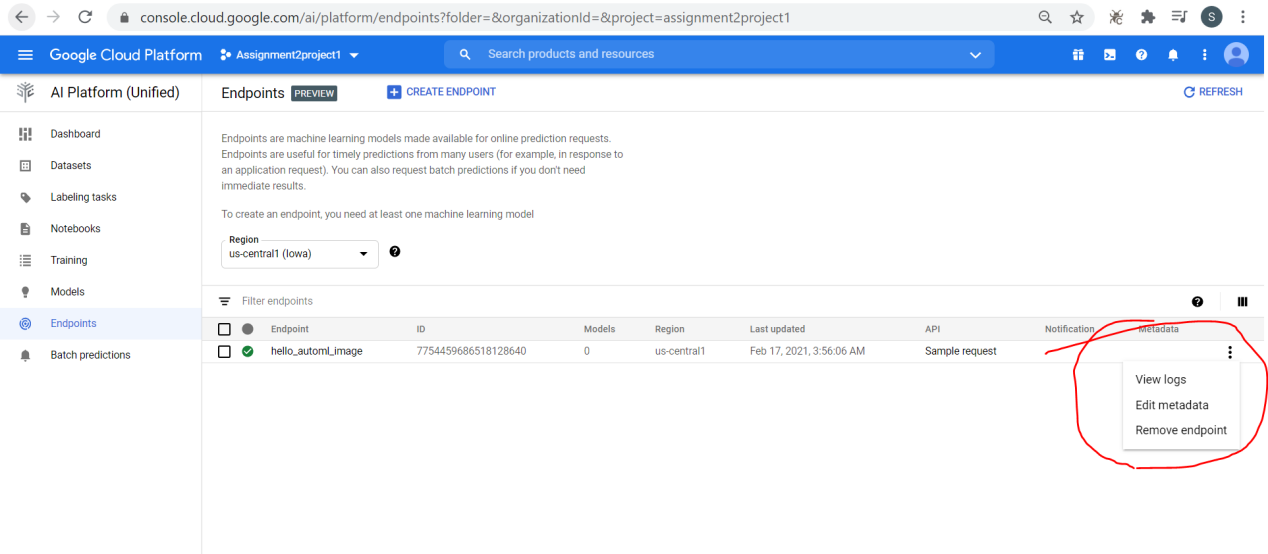 console.cloud.google.com/ai/platform/endpoints?folder=&organizationId=&project=assignment2project1
S
Google Cloud Platform Assignment2project1 Search products and resources
AI Platform (Unified) Endpoints PREVIEW CREATE ENDPOINT REFRESH
Dashboard
Datasets
Labeling tasks
Notebooks
Training
Models
Endpoints
Batch predictions
Endpoints are machine learning models made available for online prediction requests.
Endpoints are useful for timely predictions from many users (for example, in response to
an application request). You can also request batch predictions if you don't need
immediate results.
To create an endpoint, you need at least one machine learning model
Region
us-central1 (Iowa)
Filter endpoints
Endpoint ID Models Region Last updated API Notification Metadata
hello_automl_image 7754459686518128640 0 us-central1 Feb 17, 2021, 3:56:06 AM Sample request
View logs
Edit metadata
Remove endpoint